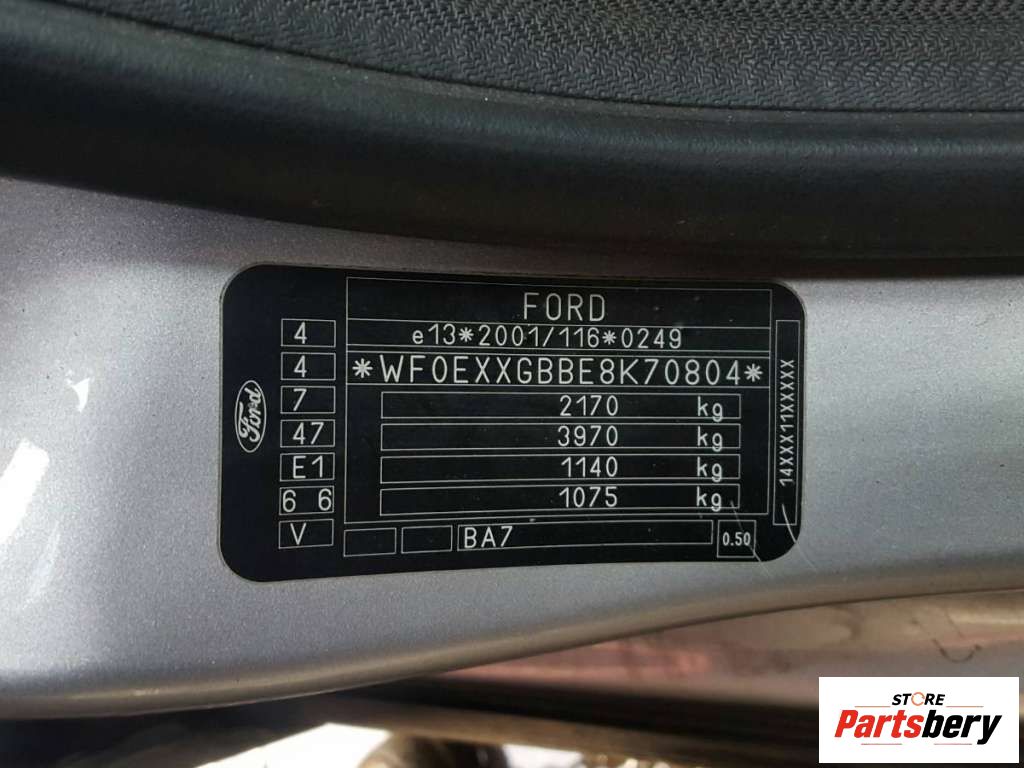 FORD
e13*2001/116*0249
*WF0EXXGBBE8K70804*
2170 kg
3970 kg
1140 kg
1075 kg
4
4
7
47
E1
6 6
V
Ford
BA7
0.50
14XXX11XXXXX
STORE
Partsbery